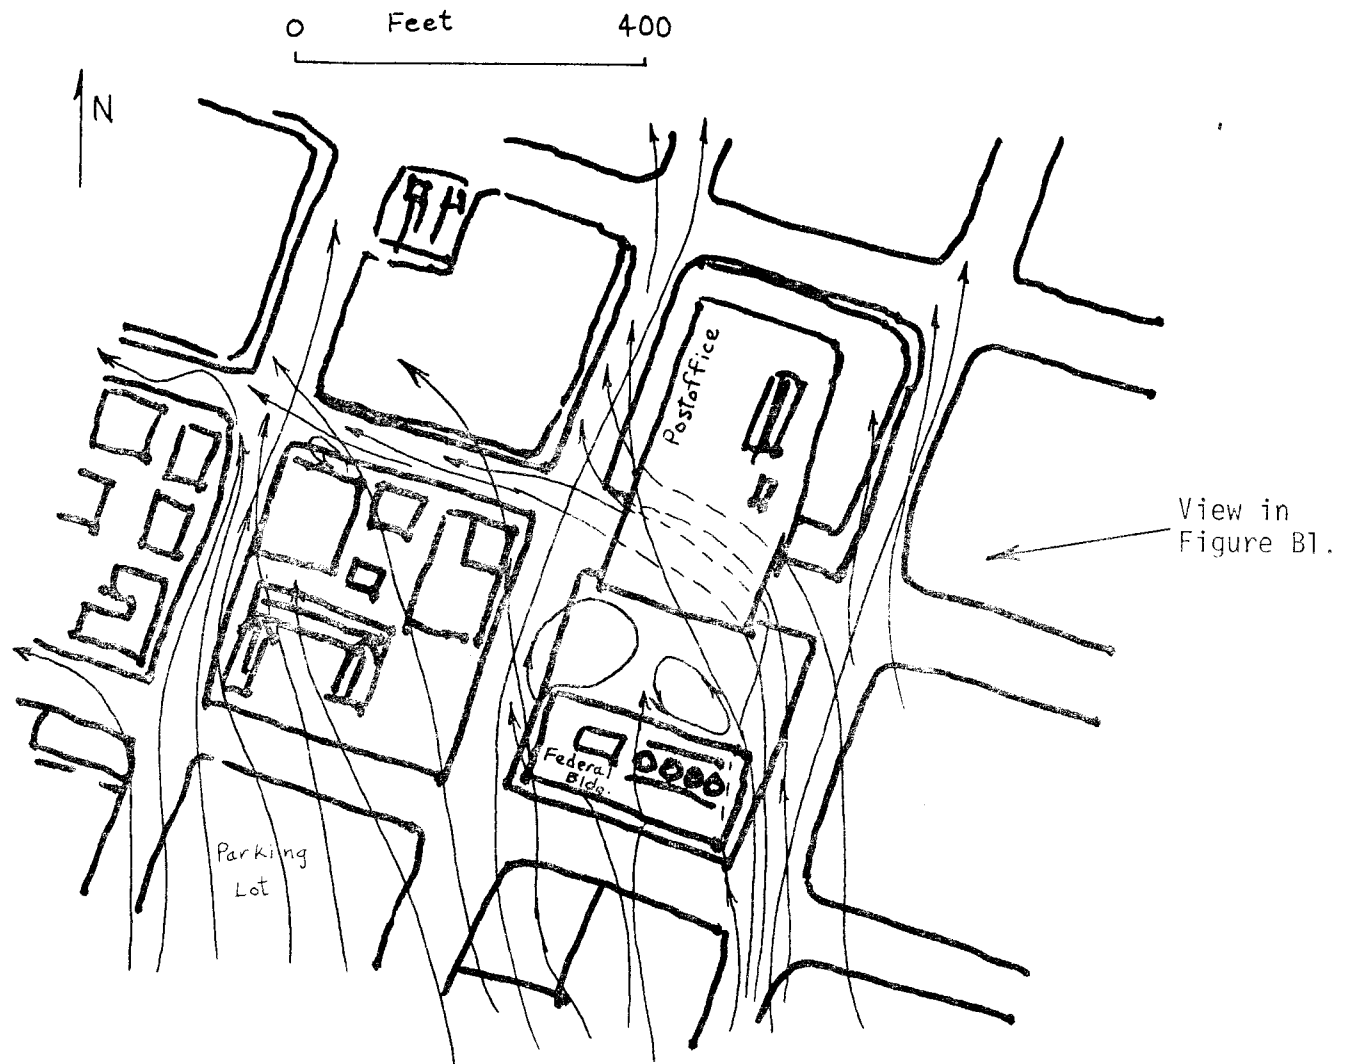 0 Feet 400
N
Postoffice
View in
Figure B1.
Federal
Bldg.
Parking
Lot